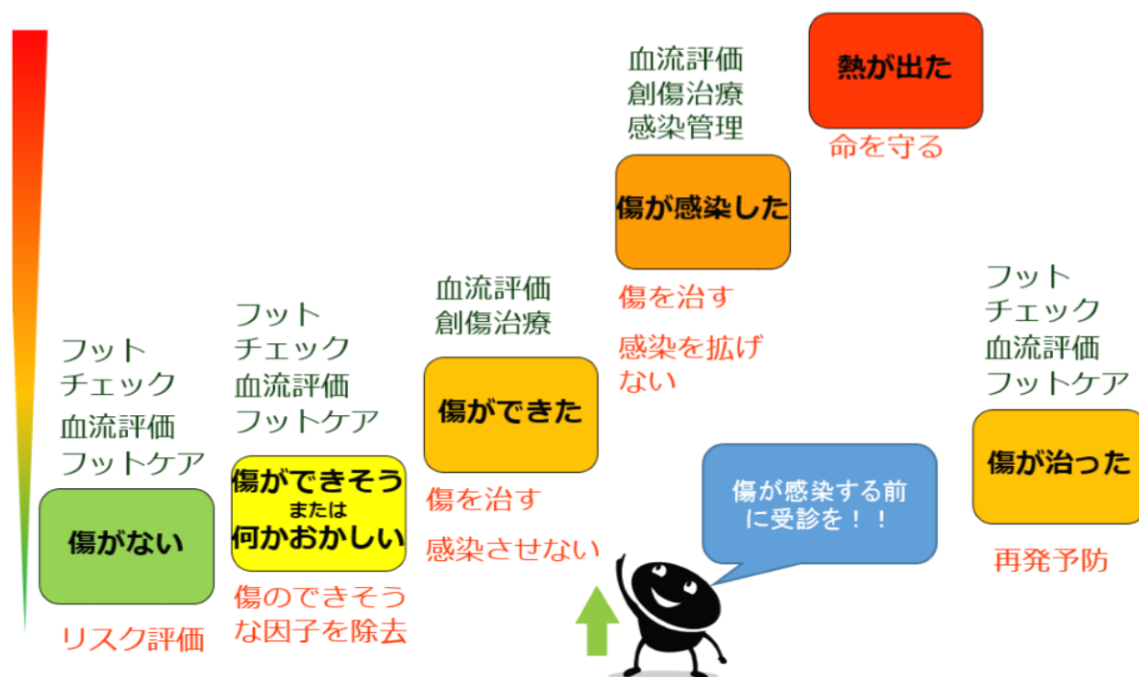 フット
チェック
血流評価
フットケア
傷がない
リスク評価
フット
チェック
血流評価
フットケア
傷ができそう
または
何かおかしい
傷のできそう
な因子を除去
血流評価
創傷治療
傷ができた
傷を治す
感染させない
血流評価
創傷治療
感染管理
傷が感染した
傷を治す
感染を拡げ
ない
熱が出た
命を守る
傷が感染する前
に受診を！！
フット
チェック
血流評価
フットケア
傷が治った
再発予防